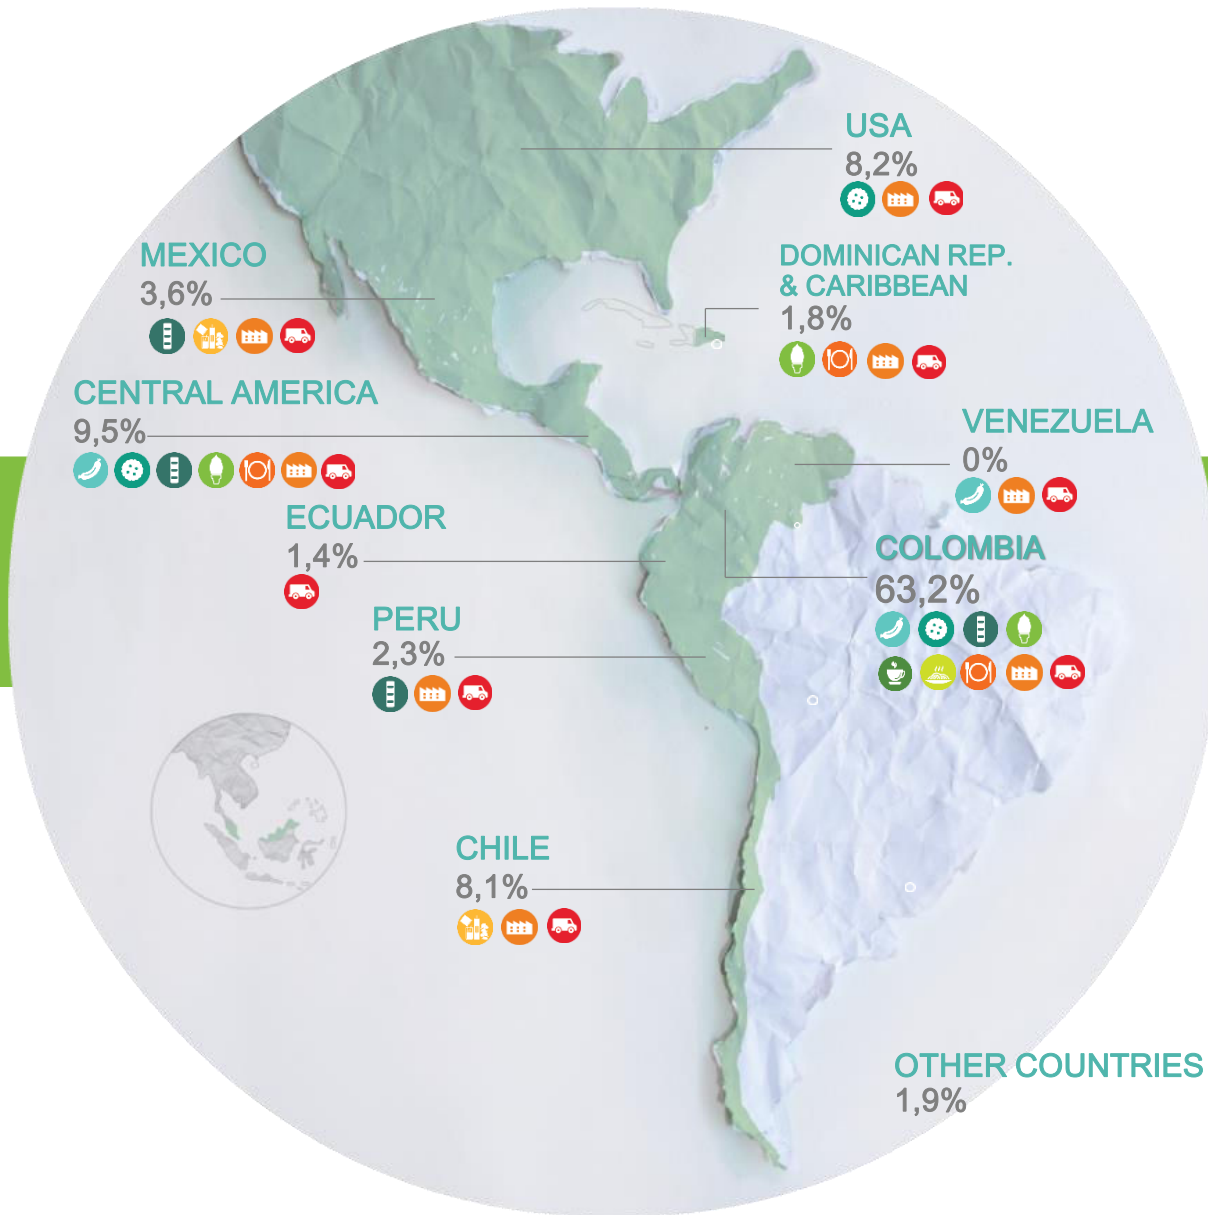 USA
8,2%
MEXICO
3,6%
DOMINICAN REP.
& CARIBBEAN
1,8%
CENTRAL AMERICA
9,5%
VENEZUELA
0%
ECUADOR
1,4%
COLOMBIA
63,2%
PERU
2,3%
CHILE
8,1%
OTHER COUNTRIES
1,9%